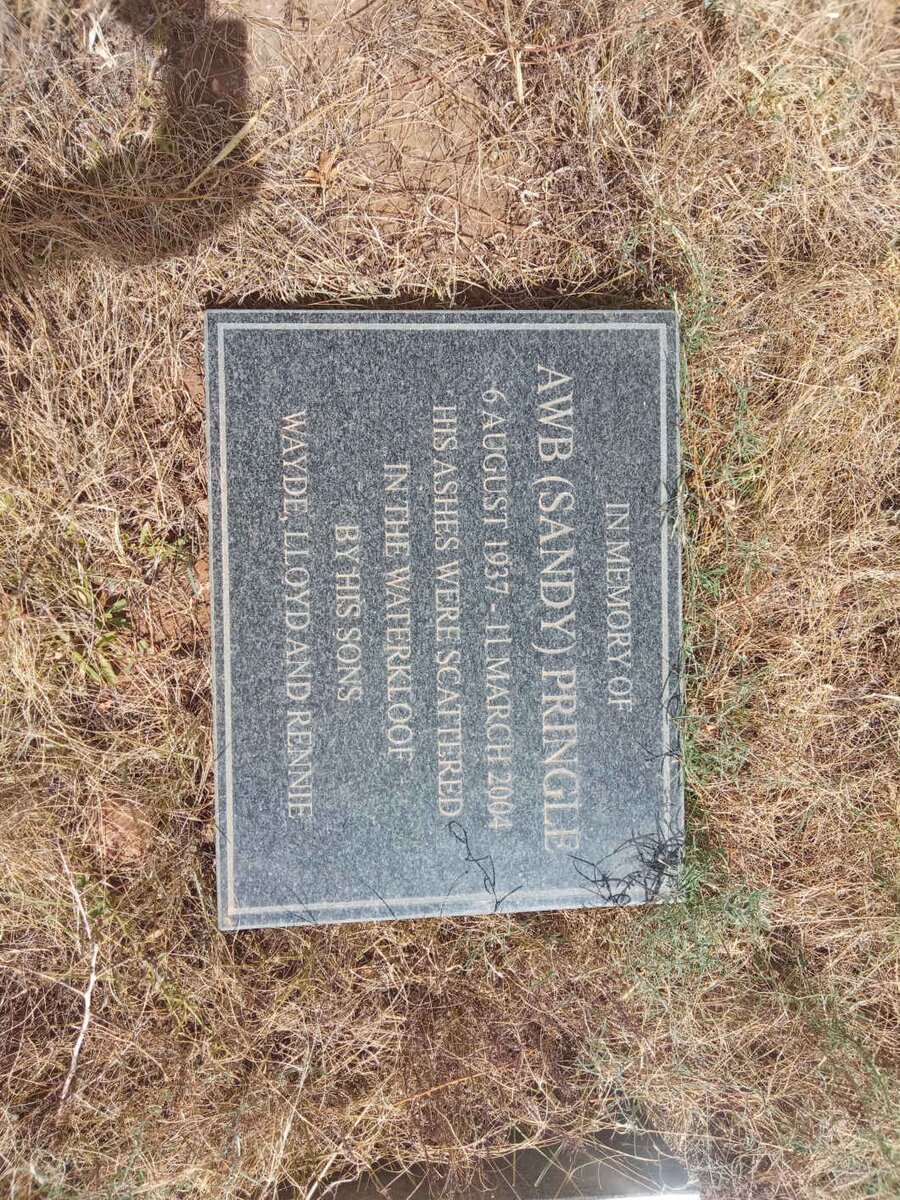 IN MEMORY OF
AWB (SANDY) PRINGLE
6 AUGUST 1937 - 11 MARCH 2004
HIS ASHES WERE SCATTERED
IN THE WATERKLOOF
BY HIS SONS
WAYDE, LLOYD AND RENNIE